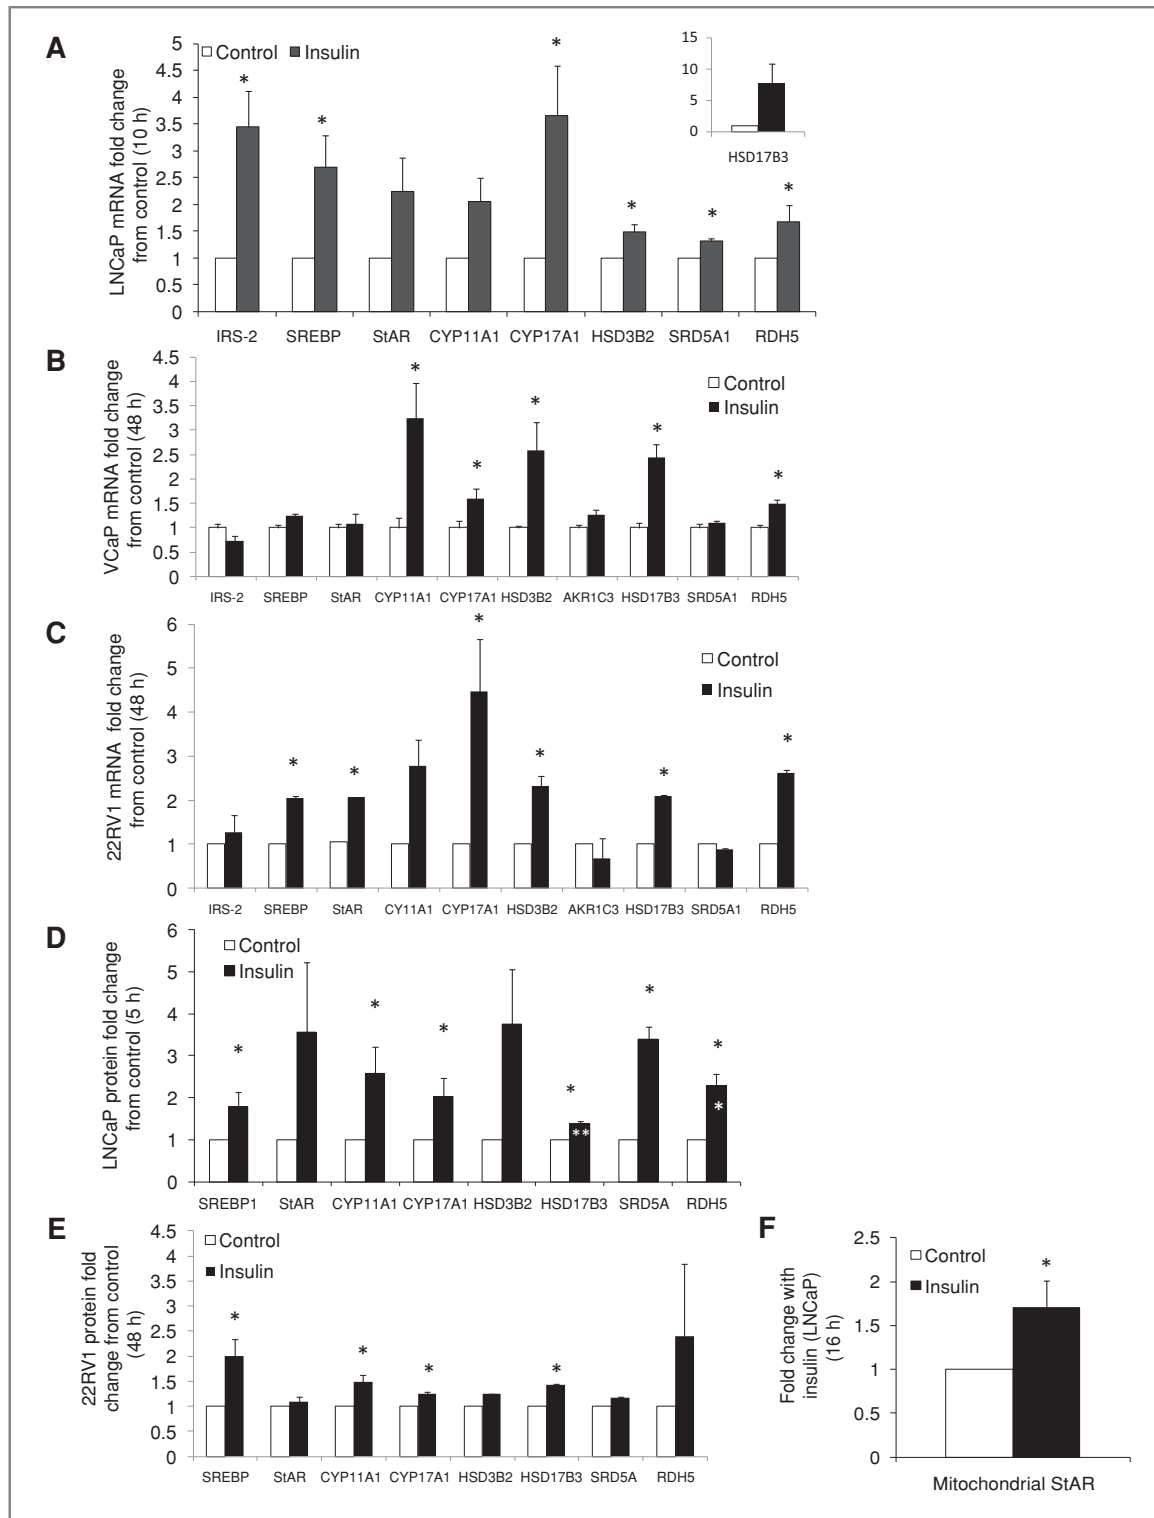 A
Control Insulin
LNCaP mRNA fold change
from control (10 h)
5
4.5
4
3.5
3
2.5
2
1.5
1
0.5
0
* * * * * *
IRS-2 SREBP StAR CYP11A1 CYP17A1 HSD3B2 SRD5A1 RDH5
15
10
5
0
HSD17B3
B
Control
Insulin
VCaP mRNA fold change
from control (48 h)
4.5
4
3.5
3
2.5
2
1.5
1
0.5
0
* * * * *
IRS-2 SREBP StAR CYP11A1 CYP17A1 HSD3B2 AKR1C3 HSD17B3 SRD5A1 RDH5
C
Control
Insulin
22RV1 mRNA fold change
from control (48 h)
6
5
4
3
2
1
0
* * * * * *
IRS-2 SREBP StAR CY11A1 CYP17A1 HSD3B2 AKR1C3 HSD17B3 SRD5A1 RDH5
D
Control
Insulin
LNCaP protein fold change
from control (5 h)
6
5
4
3
2
1
0
* * * * * *
** *
SREBP1 StAR CYP11A1 CYP17A1 HSD3B2 HSD17B3 SRD5A RDH5
E
Control
Insulin
22RV1 protein fold
change from control
(48 h)
4.5
4
3.5
3
2.5
2
1.5
1
0.5
0
* * * *
SREBP StAR CYP11A1 CYP17A1 HSD3B2 HSD17B3 SRD5A RDH5
F
Control
Insulin
Fold change with
insulin (LNCaP)
(16 h)
2.5
2
1.5
1
0.5
0
*
Mitochondrial StAR